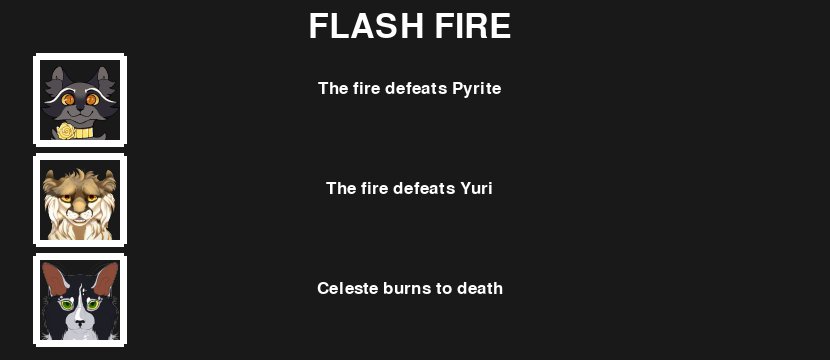 FLASH FIRE
The fire defeats Pyrite
The fire defeats Yuri
Celeste burns to death